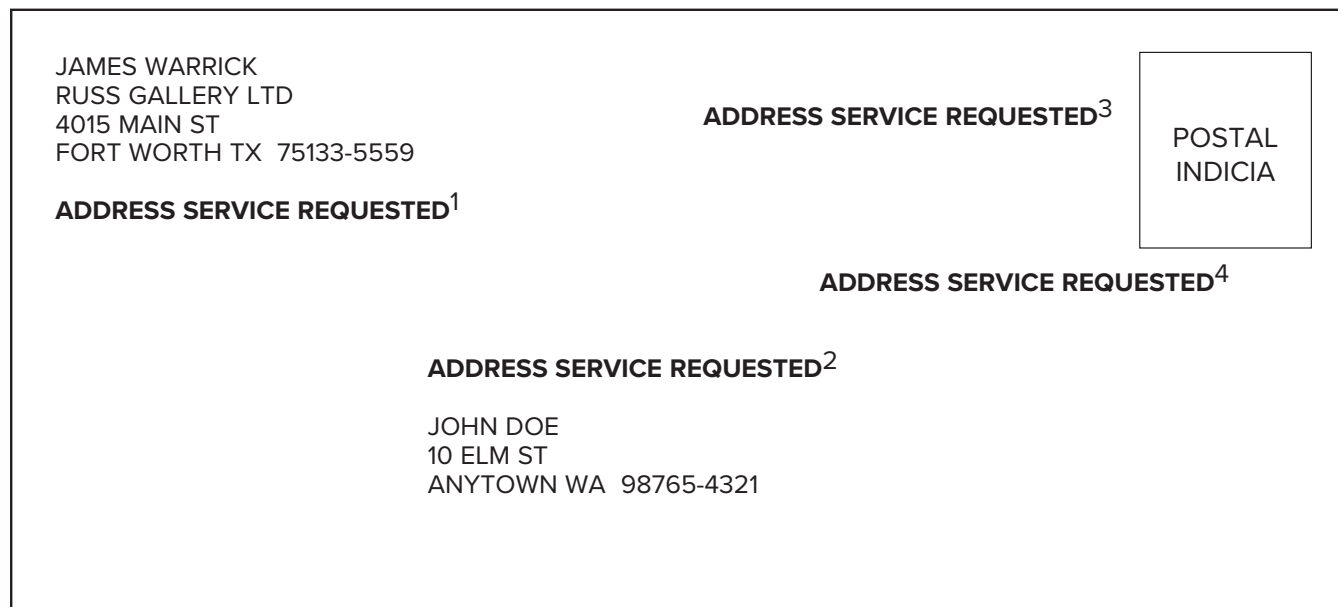 JAMES WARRICK
RUSS GALLERY LTD
4015 MAIN ST
FORT WORTH TX  75133-5559
ADDRESS SERVICE REQUESTED1
ADDRESS SERVICE REQUESTED3
POSTAL
INDICIA
ADDRESS SERVICE REQUESTED4
ADDRESS SERVICE REQUESTED2
JOHN DOE
10 ELM ST
ANYTOWN WA  98765-4321